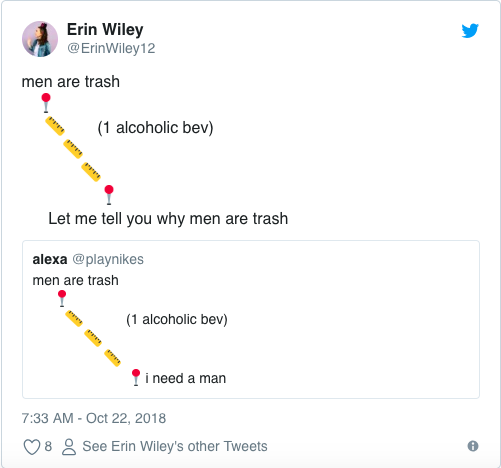 Erin Wiley
@ErinWiley12
men are trash
(1 alcoholic bev)
Let me tell you why men are trash
alexa @playnikes
men are trash
(1 alcoholic bev)
i need a man
7:33 AM - Oct 22, 2018
8 See Erin Wiley's other Tweets